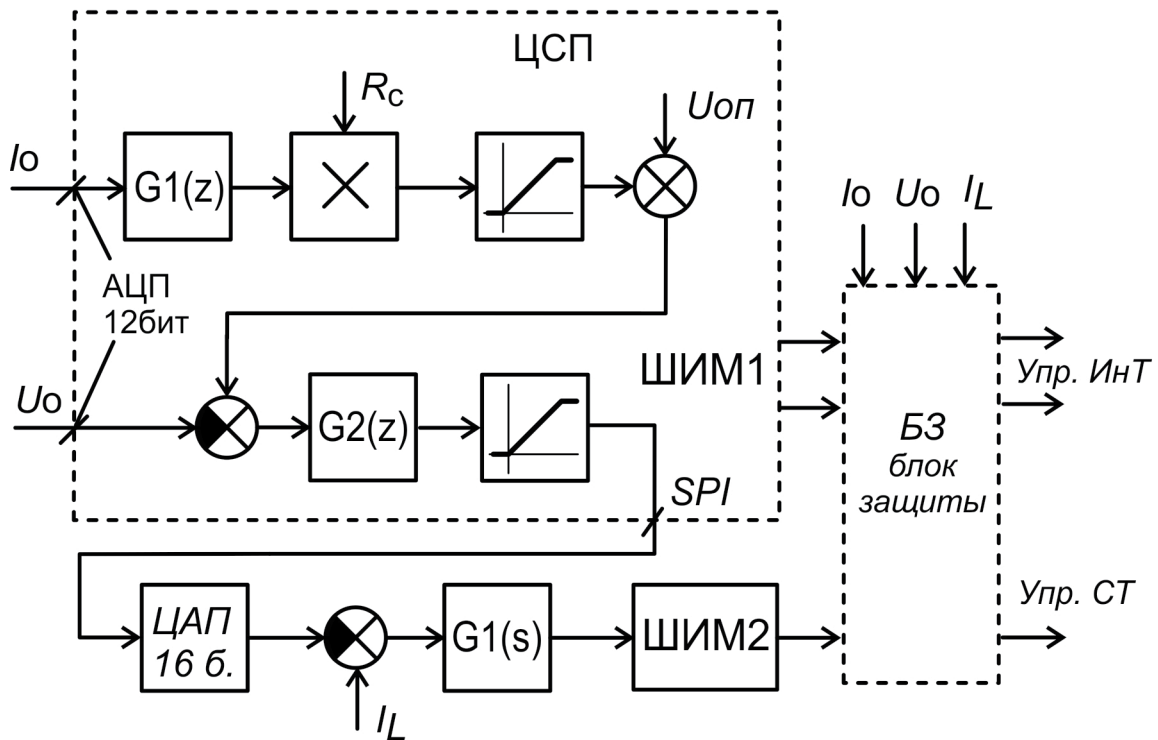 ЦСП
Rс
Uоп
Iо
G1(z)
Iо
Uо
IL
АЦП
12бит
ШИМ1
Упр. ИнТ
Uо
G2(z)
БЗ
блок
защиты
SPI
Упр. СТ
ЦАП
16 б.
G1(s)
ШИМ2
IL